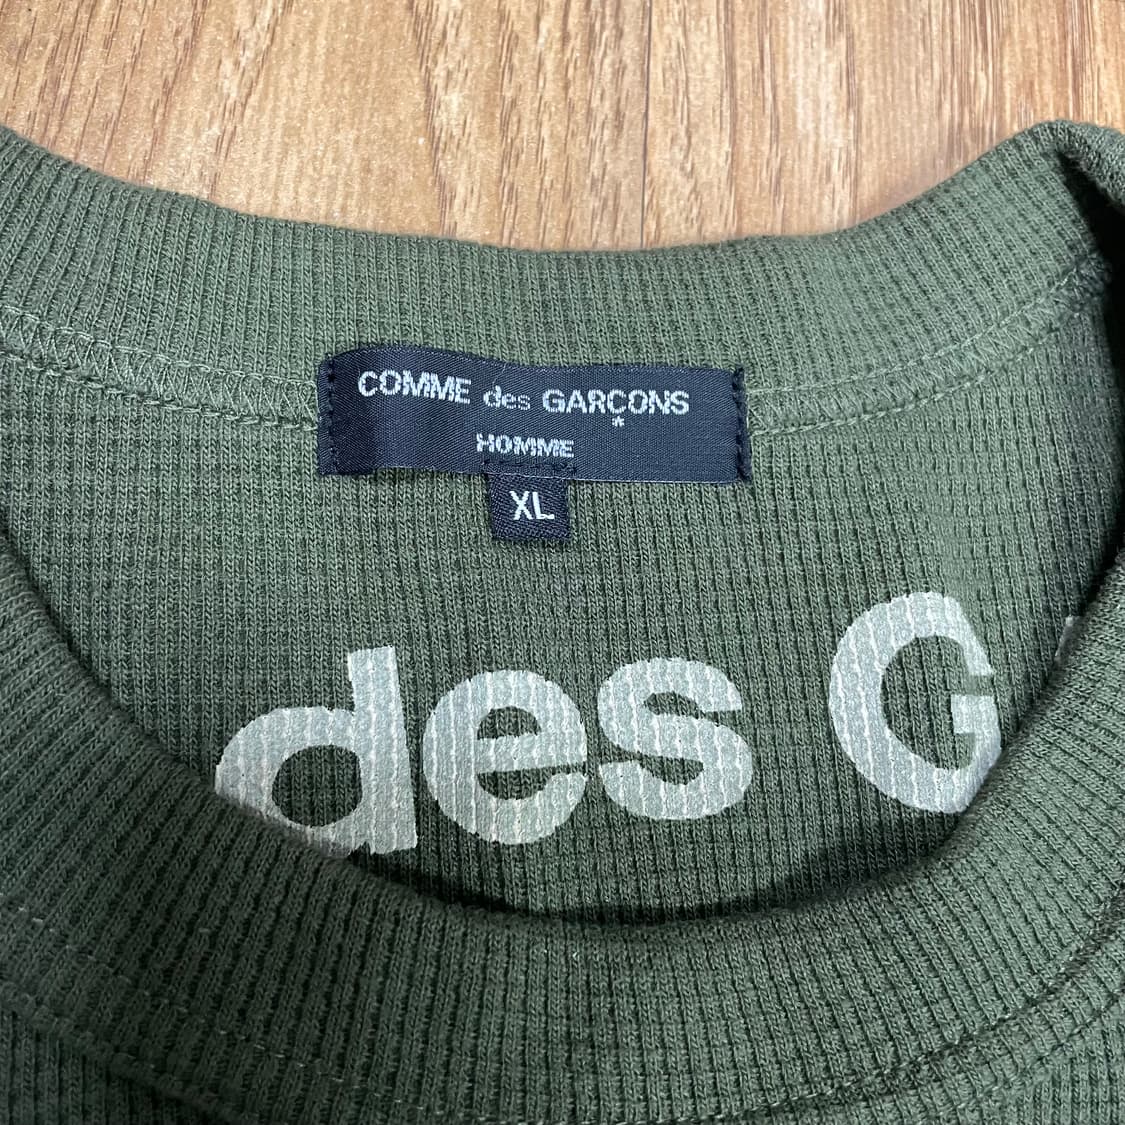 COMME des GARÇONS
*
HOMME
XL
des G